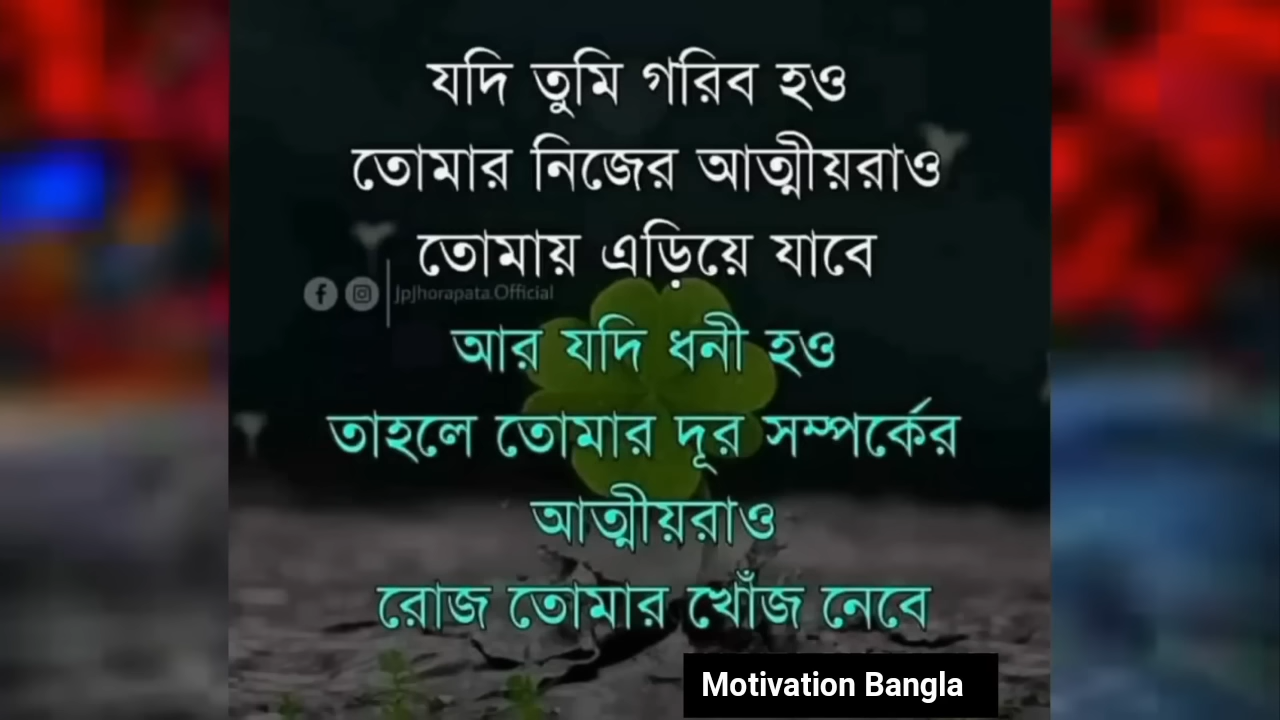 যদি তুমি গরিব হও
তোমার নিজের আত্মীয়রাও
তোমায় এড়িয়ে যাবে
JpJhorapata.Official
আর যদি ধনী হও
তাহলে তোমার দূর সম্পর্কের
আত্মীয়রাও
রোজ তোমার খোঁজ নেবে
Motivation Bangla